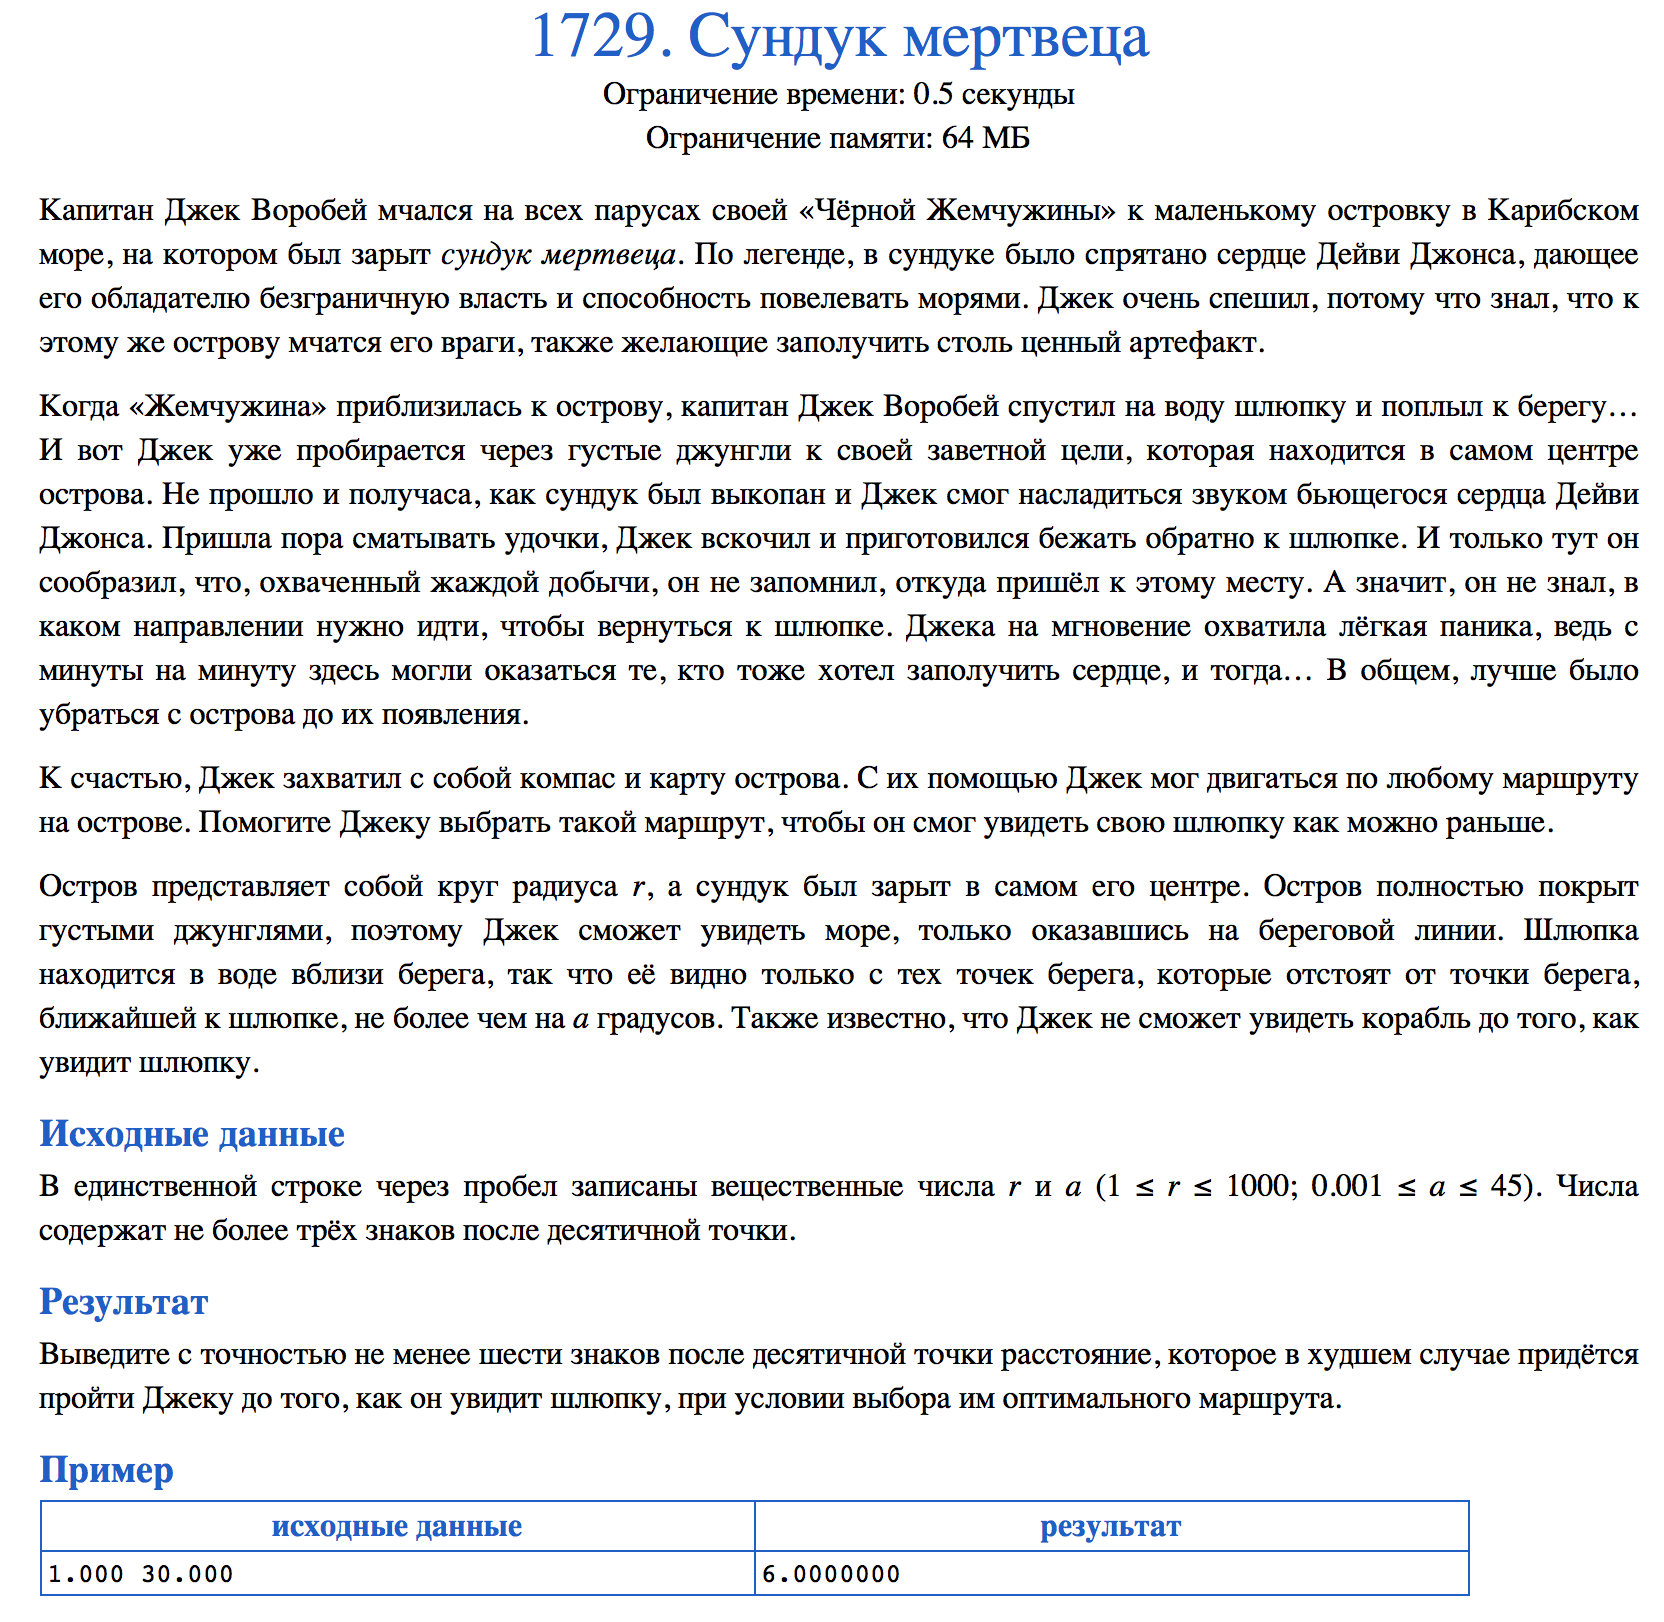 1729. Сундук мертвеца
Ограничение времени: 0.5 секунды
Ограничение памяти: 64 МБ
Капитан Джек Воробей мчался на всех парусах своей «Чёрной Жемчужины» к маленькому островку в Карибском
море, на котором был зарыт сундук мертвеца. По легенде, в сундуке было спрятано сердце Дейви Джонса, дающее
его обладателю безграничную власть и способность повелевать морями. Джек очень спешил, потому что знал, что к
этому же острову мчатся его враги, также желающие заполучить столь ценный артефакт.
Когда «Жемчужина» приблизилась к острову, капитан Джек Воробей спустил на воду шлюпку и поплыл к берегу…
И вот Джек уже пробирается через густые джунгли к своей заветной цели, которая находится в самом центре
острова. Не прошло и получаса, как сундук был выкопан и Джек смог насладиться звуком бьющегося сердца Дейви
Джонса. Пришла пора сматывать удочки, Джек вскочил и приготовился бежать обратно к шлюпке. И только тут он
сообразил, что, охваченный жаждой добычи, он не запомнил, откуда пришёл к этому месту. А значит, он не знал, в
каком направлении нужно идти, чтобы вернуться к шлюпке. Джека на мгновение охватила лёгкая паника, ведь с
минуты на минуту здесь могли оказаться те, кто тоже хотел заполучить сердце, и тогда… В общем, лучше было
убраться с острова до их появления.
К счастью, Джек захватил с собой компас и карту острова. С их помощью Джек мог двигаться по любому маршруту
на острове. Помогите Джеку выбрать такой маршрут, чтобы он смог увидеть свою шлюпку как можно раньше.
Остров представляет собой круг радиуса r, а сундук был зарыт в самом его центре. Остров полностью покрыт
густыми джунглями, поэтому Джек сможет увидеть море, только оказавшись на береговой линии. Шлюпка
находится в воде вблизи берега, так что её видно только с тех точек берега, которые отстоят от точки берега,
ближайшей к шлюпке, не более чем на a градусов. Также известно, что Джек не сможет увидеть корабль до того, как
увидит шлюпку.
Исходные данные
В единственной строке через пробел записаны вещественные числа r и a (1 ≤ r ≤ 1000; 0.001 ≤ a ≤ 45). Числа
содержат не более трёх знаков после десятичной точки.
Результат
Выведите с точностью не менее шести знаков после десятичной точки расстояние, которое в худшем случае придётся
пройти Джеку до того, как он увидит шлюпку, при условии выбора им оптимального маршрута.
Пример
исходные данные результат
1.000 30.000 6.0000000